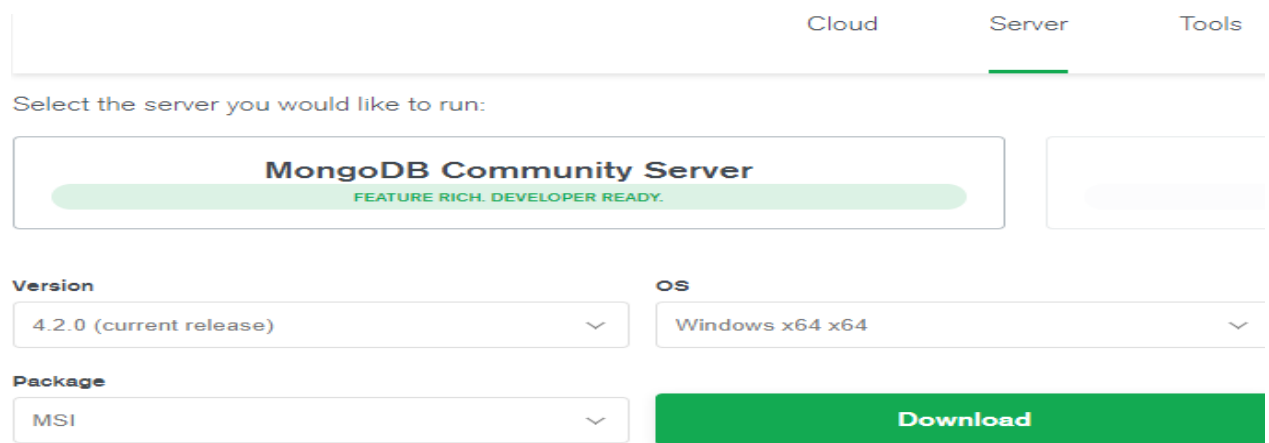 Cloud Server Tools
Select the server you would like to run:
MongoDB Community Server
FEATURE RICH. DEVELOPER READY.
Version OS
4.2.0 (current release) Windows x64 x64
Package
MSI Download